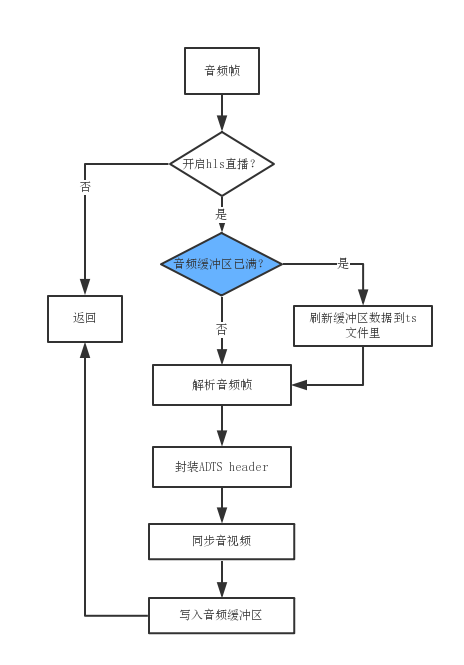 音频帧
开启hls直播？
否
是
音频缓冲区已满？
是
返回
刷新缓冲区数据到ts
文件里
否
解析音频帧
封装ADTS header
同步音视频
写入音频缓冲区